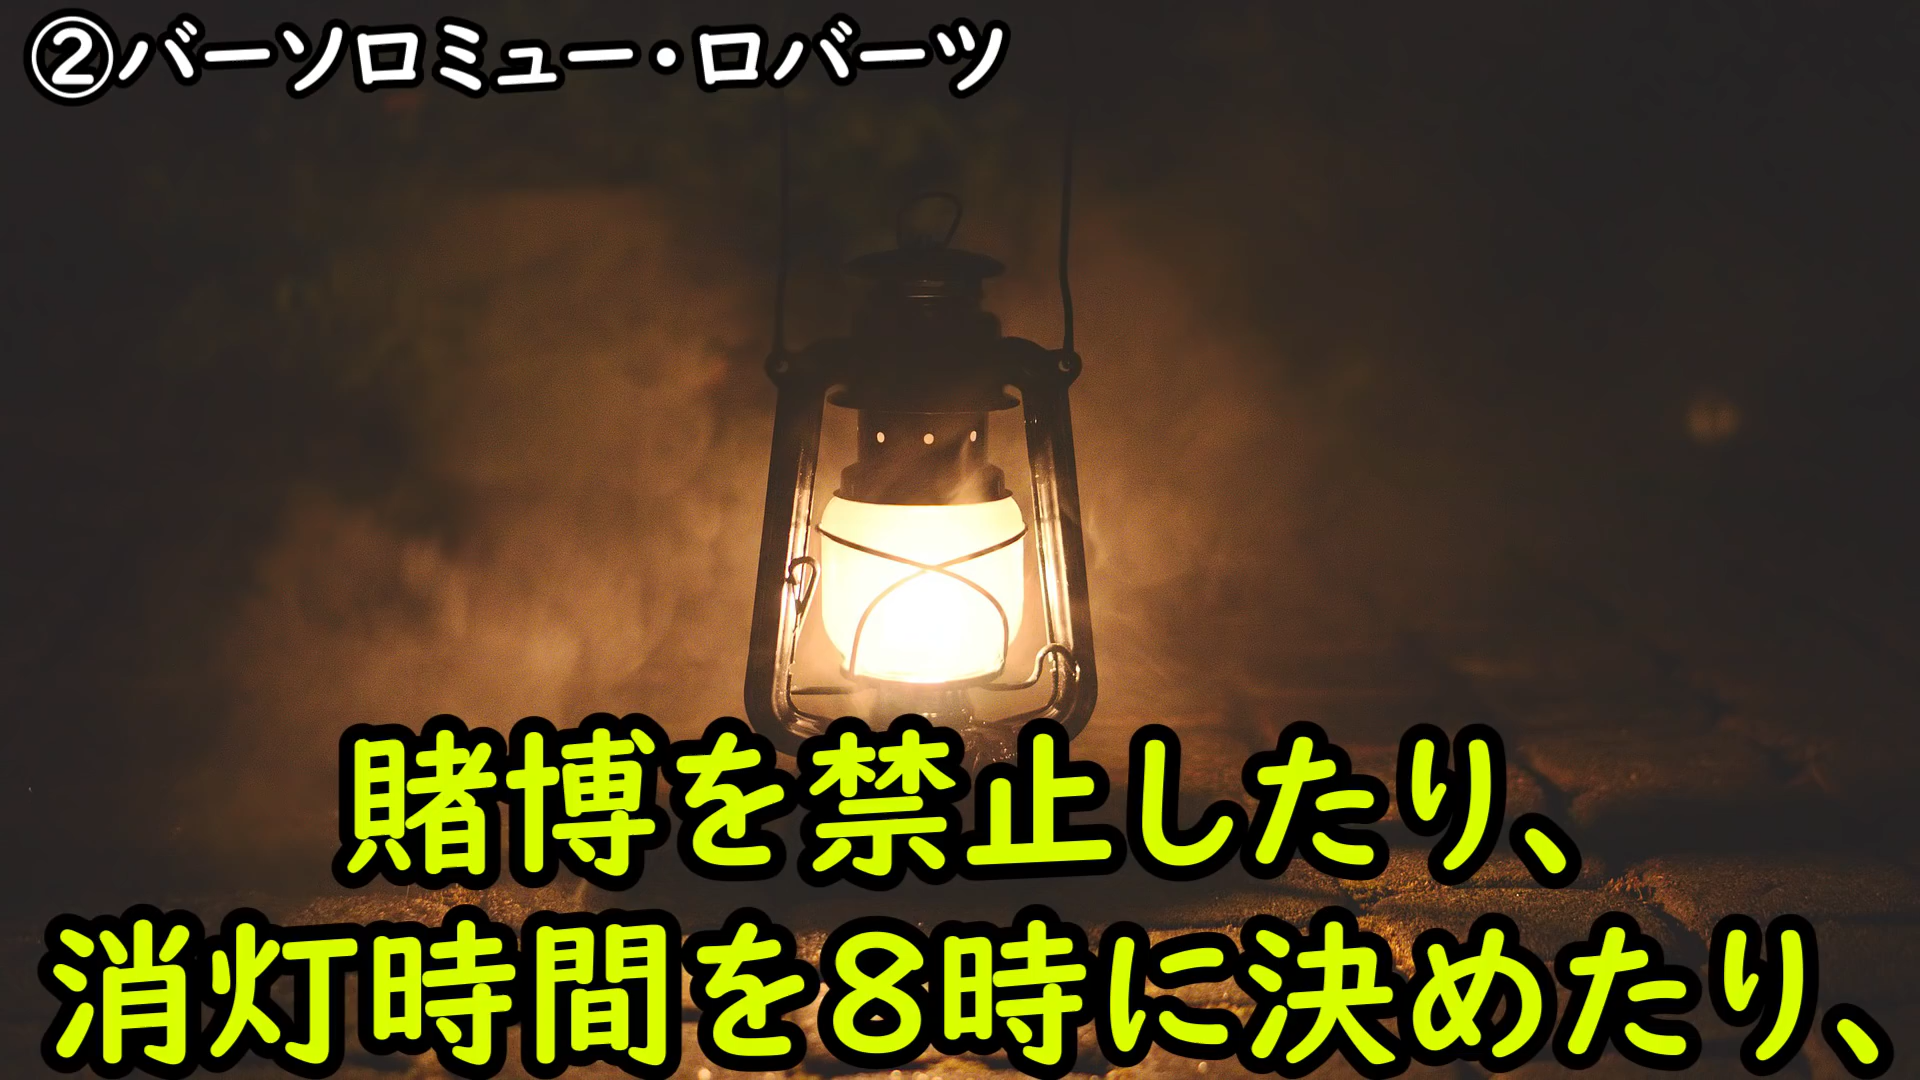 ②バーソロミュー・ロバーツ
賭博を禁止したり、
消灯時間を8時に決めたり、